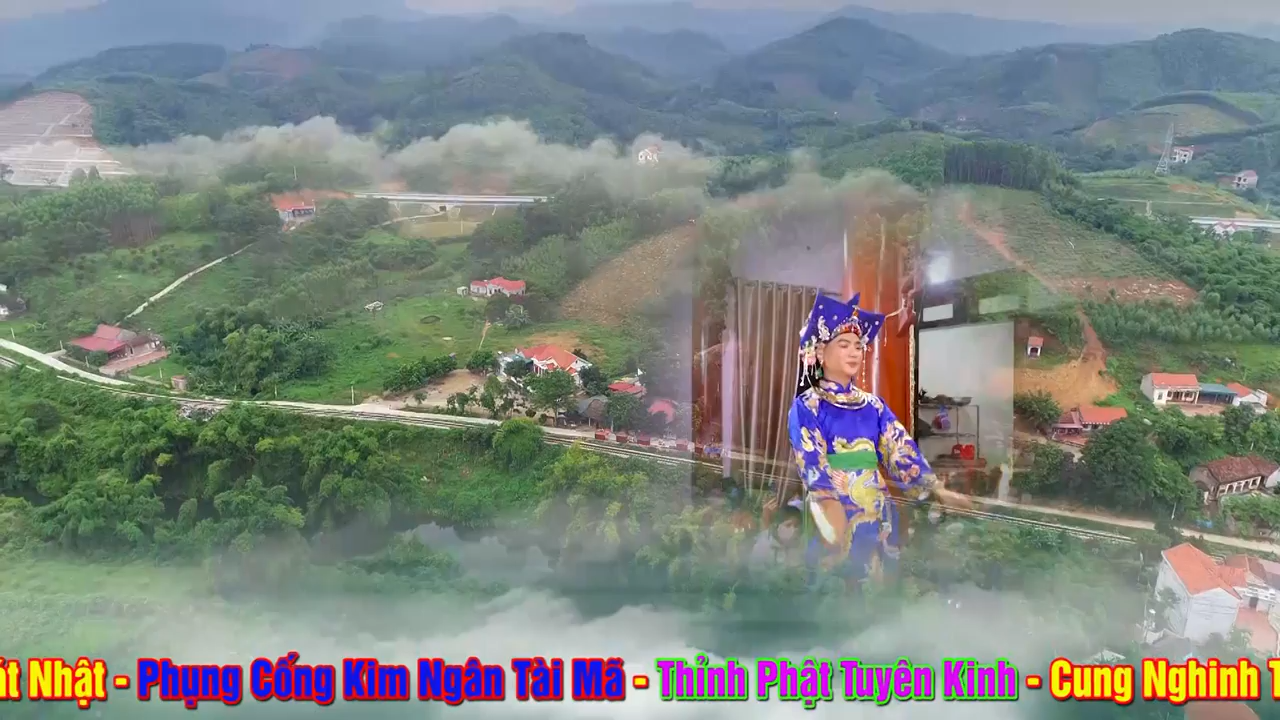 Nhật - Phụng Cống Kim Ngân Tài Mã - Thỉnh Phật Tuyên Kinh - Cung Nghinh